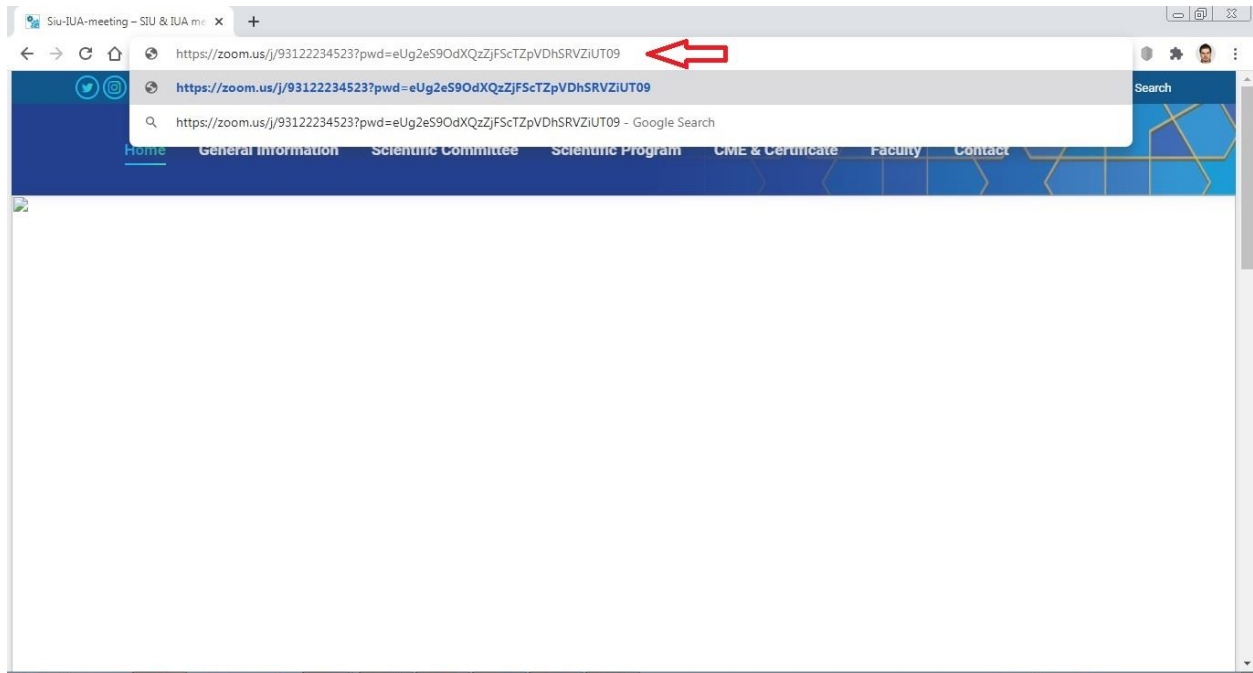 Siu-IUA-meeting – SIU & IUA me
https://zoom.us/j/93122234523?pwd=eUg2eS9OdXQzZjFScTZpVDhSRVZiUT09
https://zoom.us/j/93122234523?pwd=eUg2eS9OdXQzZjFScTZpVDhSRVZiUT09
Search
https://zoom.us/j/93122234523?pwd=eUg2eS9OdXQzZjFScTZpVDhSRVZiUT09 - Google Search
Home General Information Scientific Committee Scientific Program CME & Certificate Faculty Contact